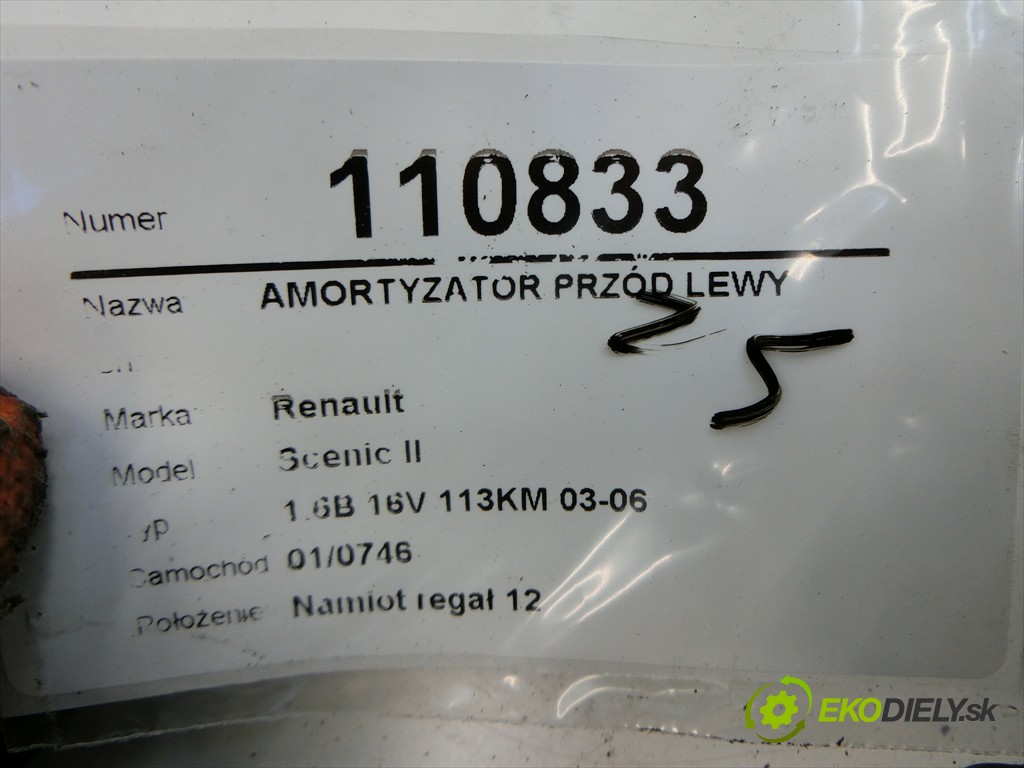 Numer 110833
Nazwa AMORTYZATOR PRZÓD LEWY
Marka Renault
Model Scenic II
Typ 1.6B 16V 113KM 03-06
Samochód 01/0746
Położenie Namiot regał 12
EKODIELY.sk